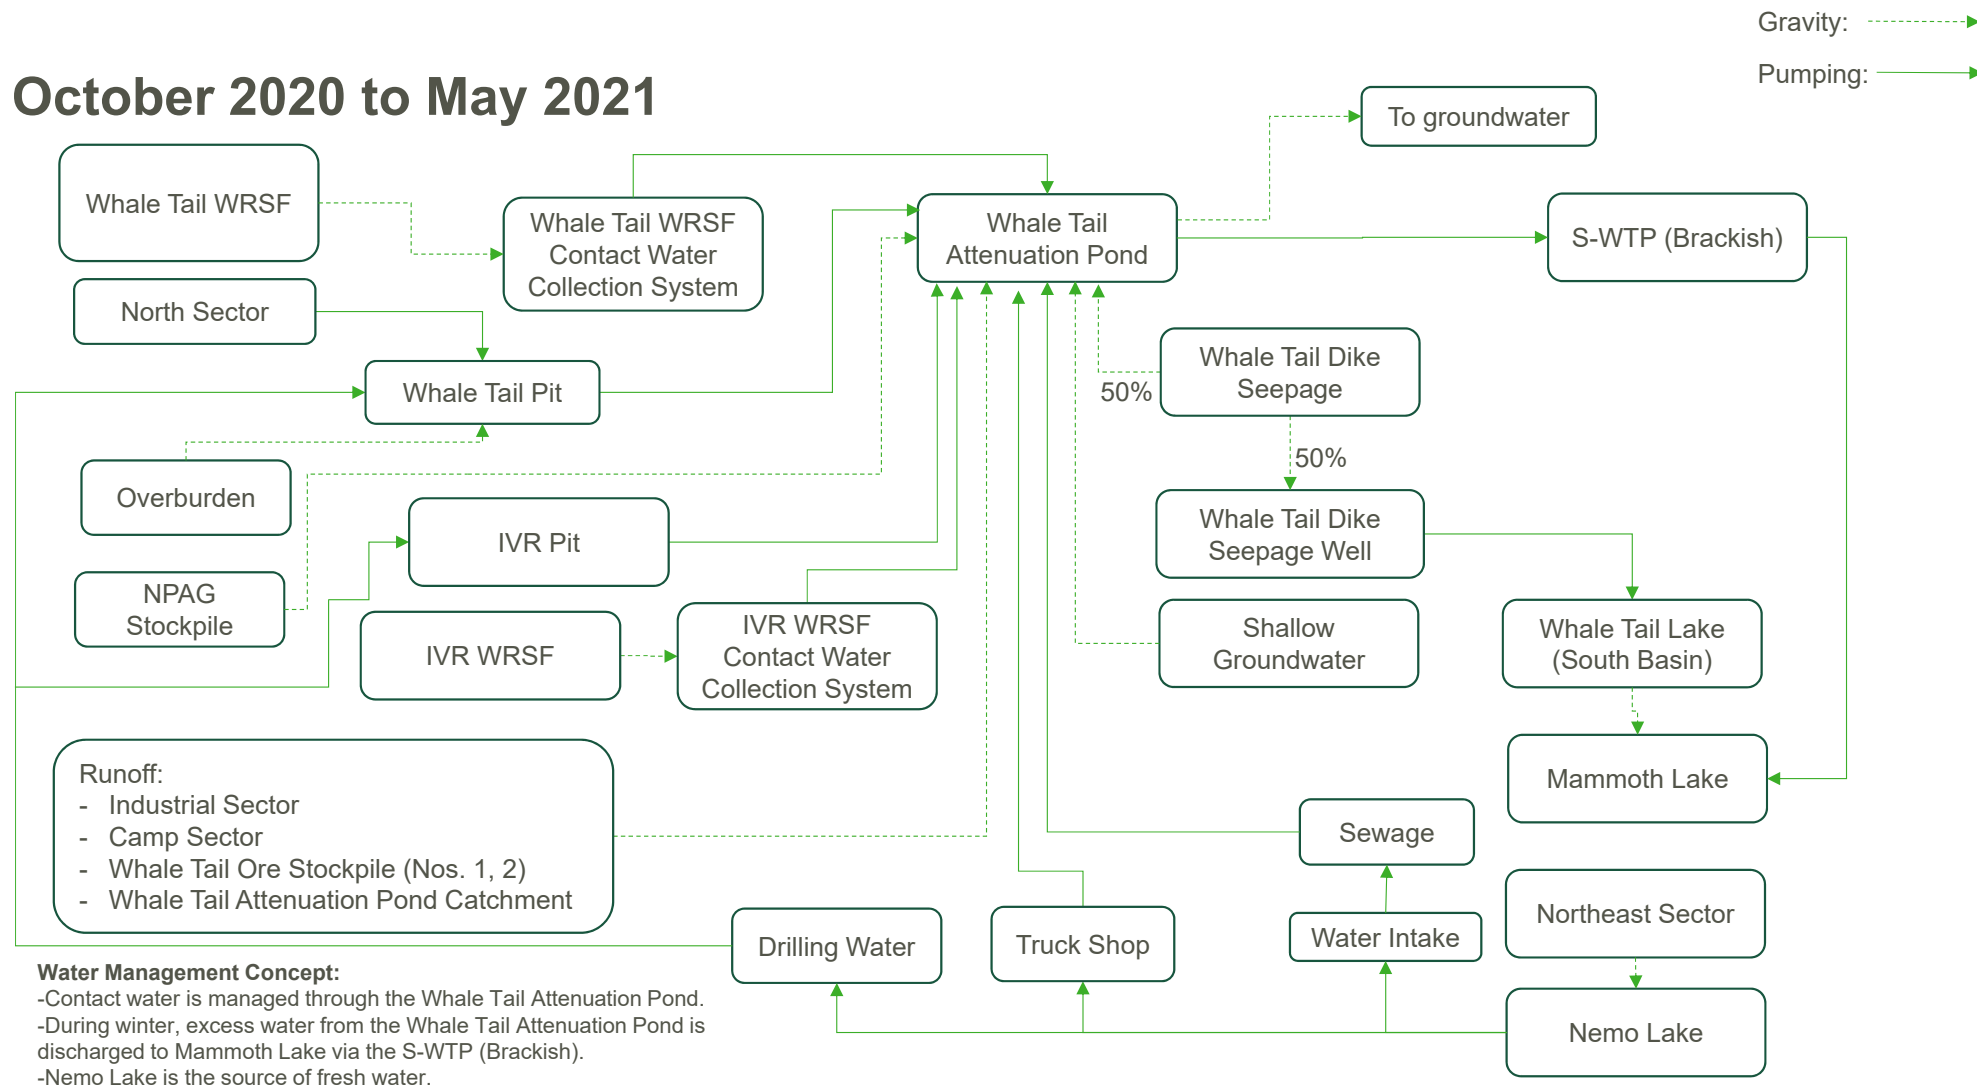 Gravity:
Pumping:
October 2020 to May 2021
To groundwater
Whale Tail WRSF
Whale Tail WRSF
Contact Water
Collection System
Whale Tail
Attenuation Pond
S-WTP (Brackish)
North Sector
Whale Tail Pit
Whale Tail Dike
Seepage
50%
50%
Overburden
IVR Pit
Whale Tail Dike
Seepage Well
NPAG
Stockpile
IVR WRSF
IVR WRSF
Contact Water
Collection System
Shallow
Groundwater
Whale Tail Lake
(South Basin)
Mammoth Lake
Runoff:
- Industrial Sector
- Camp Sector
- Whale Tail Ore Stockpile (Nos. 1, 2)
- Whale Tail Attenuation Pond Catchment
Sewage
Northeast Sector
Drilling Water
Truck Shop
Water Intake
Nemo Lake
Water Management Concept:
-Contact water is managed through the Whale Tail Attenuation Pond.
-During winter, excess water from the Whale Tail Attenuation Pond is
discharged to Mammoth Lake via the S-WTP (Brackish).
-Nemo Lake is the source of fresh water.